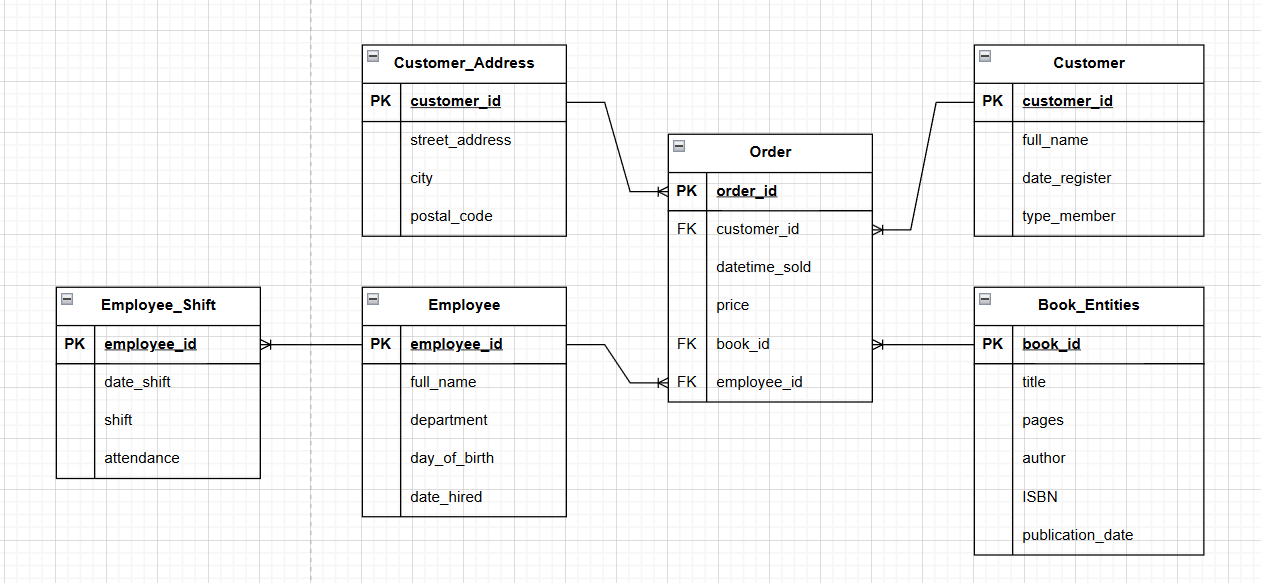 Customer_Address
PK customer_id
street_address
city
postal_code
Customer
PK customer_id
full_name
date_register
type_member
Order
PK order_id
FK customer_id
datetime_sold
price
FK book_id
FK employee_id
Employee_Shift
PK employee_id
date_shift
shift
attendance
Employee
PK employee_id
full_name
department
day_of_birth
date_hired
Book_Entities
PK book_id
title
pages
author
ISBN
publication_date